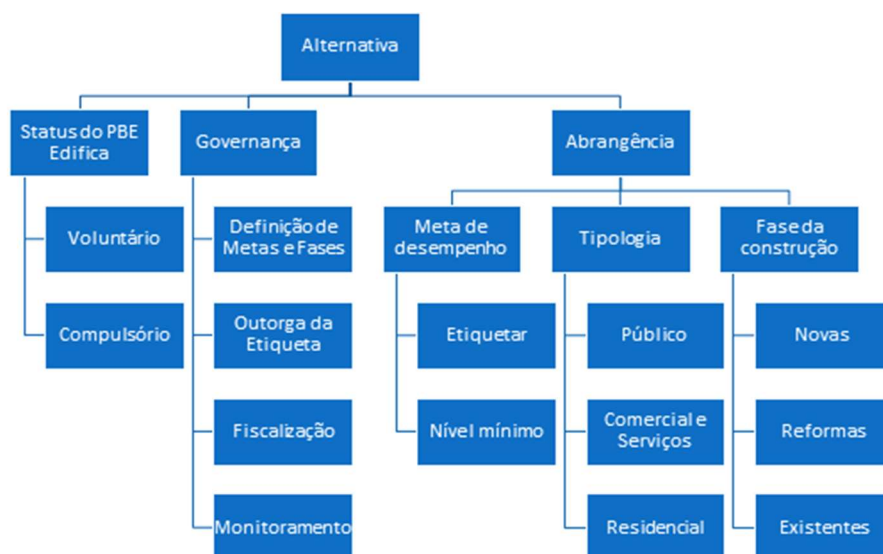 Alternativa
Status do PBE
Edifica
Governança
Abrangência
Voluntário
Compulsório
Definição de
Metas e Fases
Outorga da
Etiqueta
Fiscalização
Monitoramento
Meta de
desempenho
Tipologia
Fase da
construção
Etiquetar
Nível mínimo
Público
Comercial e
Serviços
Residencial
Novas
Reformas
Existentes